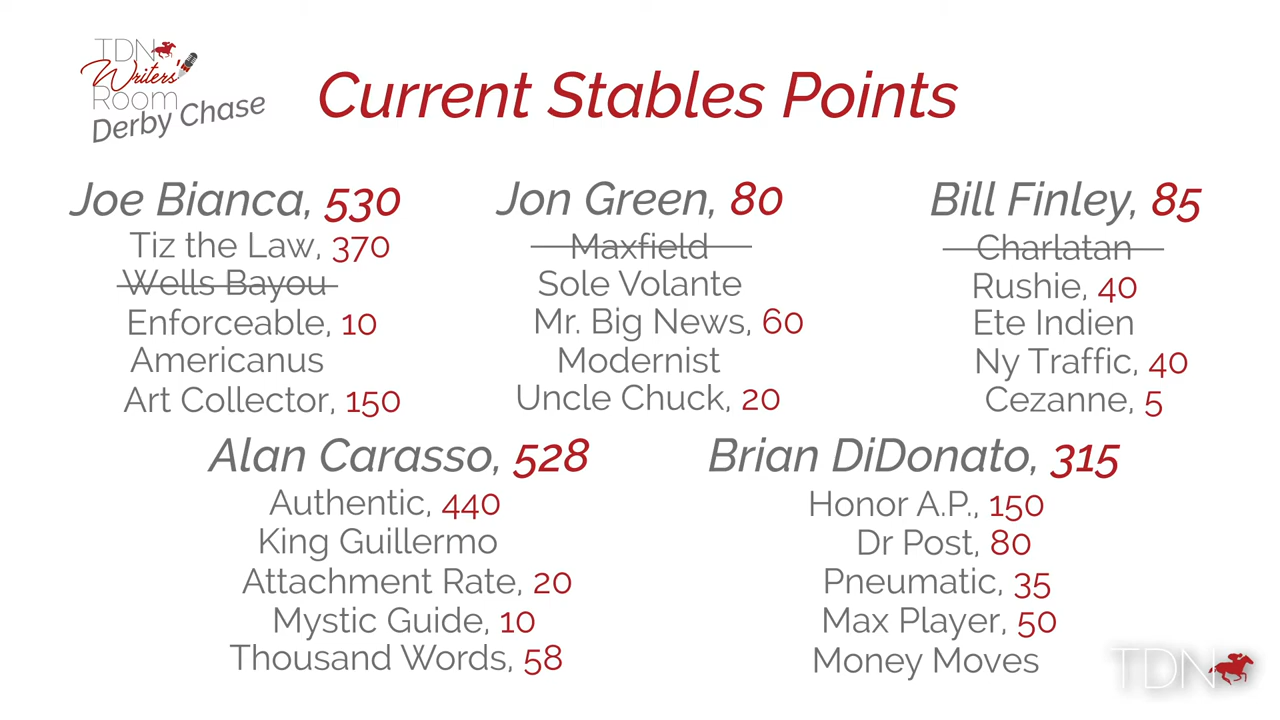 TDN
Writers'
Room
Derby Chase
Current Stables Points
Joe Bianca, 530
Tiz the Law, 370
Wells Bayou
Enforceable, 10
Americanus
Art Collector, 150
Jon Green, 80
Maxfield
Sole Volante
Mr. Big News, 60
Modernist
Uncle Chuck, 20
Bill Finley, 85
Charlatan
Rushie, 40
Ete Indien
Ny Traffic, 40
Cezanne, 5
Alan Carasso, 528
Authentic, 440
King Guillermo
Attachment Rate, 20
Mystic Guide, 10
Thousand Words, 58
Brian DiDonato, 315
Honor A.P., 150
Dr Post, 80
Pneumatic, 35
Max Player, 50
Money Moves
TDN